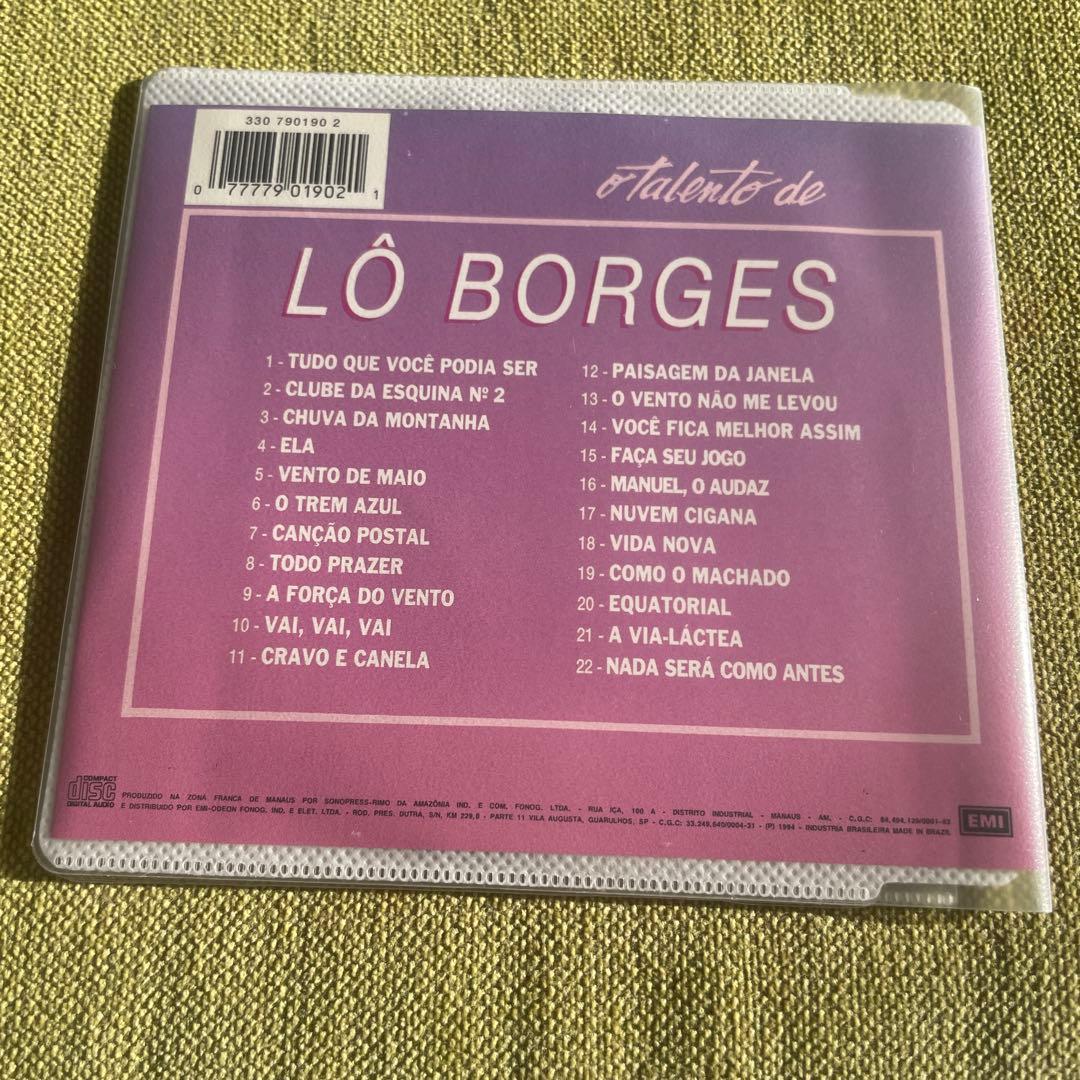 330 790190 2
0 77779 01902 1
o talento de
LÔ BORGES
1 - TUDO QUE VOCÊ PODIA SER
2 - CLUBE DA ESQUINA Nº 2
3 - CHUVA DA MONTANHA
4 - ELA
5 - VENTO DE MAIO
6 - O TREM AZUL
7 - CANÇÃO POSTAL
8 - TODO PRAZER
9 - A FORÇA DO VENTO
10 - VAI, VAI, VAI
11 - CRAVO E CANELA
12 - PAISAGEM DA JANELA
13 - O VENTO NÃO ME LEVOU
14 - VOCÊ FICA MELHOR ASSIM
15 - FAÇA SEU JOGO
16 - MANUEL, O AUDAZ
17 - NUVEM CIGANA
18 - VIDA NOVA
19 - COMO O MACHADO
20 - EQUATORIAL
21 - A VIA-LÁCTEA
22 - NADA SERÁ COMO ANTES
COMPACT
disc
DIGITAL AUDIO
PRODUZIDO NA ZONA FRANCA DE MANAUS POR SONOPRESS-RIMO DA AMAZÔNIA IND. E COM, FONOG. LTDA. - RUA IÇA, 100 A - DISTRITO INDUSTRIAL - MANAUS - AM, - C.G.C:
E DISTRIBUIDO POR EMI-ODEON FONOG. IND. E ELET. LTDA. - ROD. PRES. DUTRA, S/N, KM 229,8 - PARTE 11 VILA AUGUSTA, GUARULHOS, SP - C.G.C: 33.249.640/0004-31 - (P) 1994 - INDUSTRIA BRASILEIRA MADE IN BRAZIL
EMI